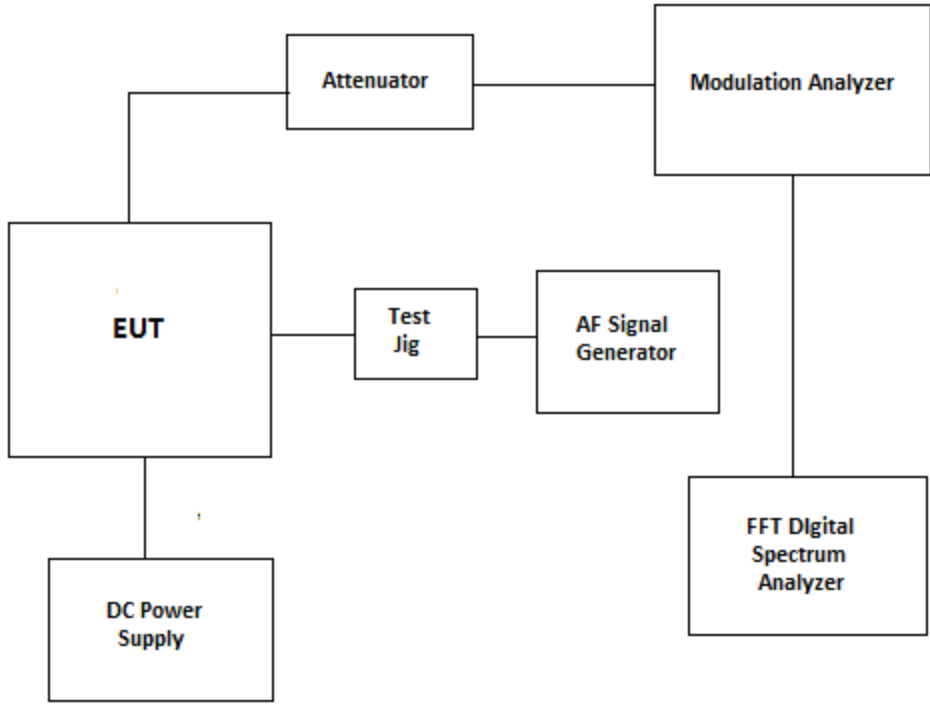 Attenuator
Modulation Analyzer
EUT
Test
Jig
AF Signal
Generator
DC Power
Supply
FFT DIgital
Spectrum
Analyzer